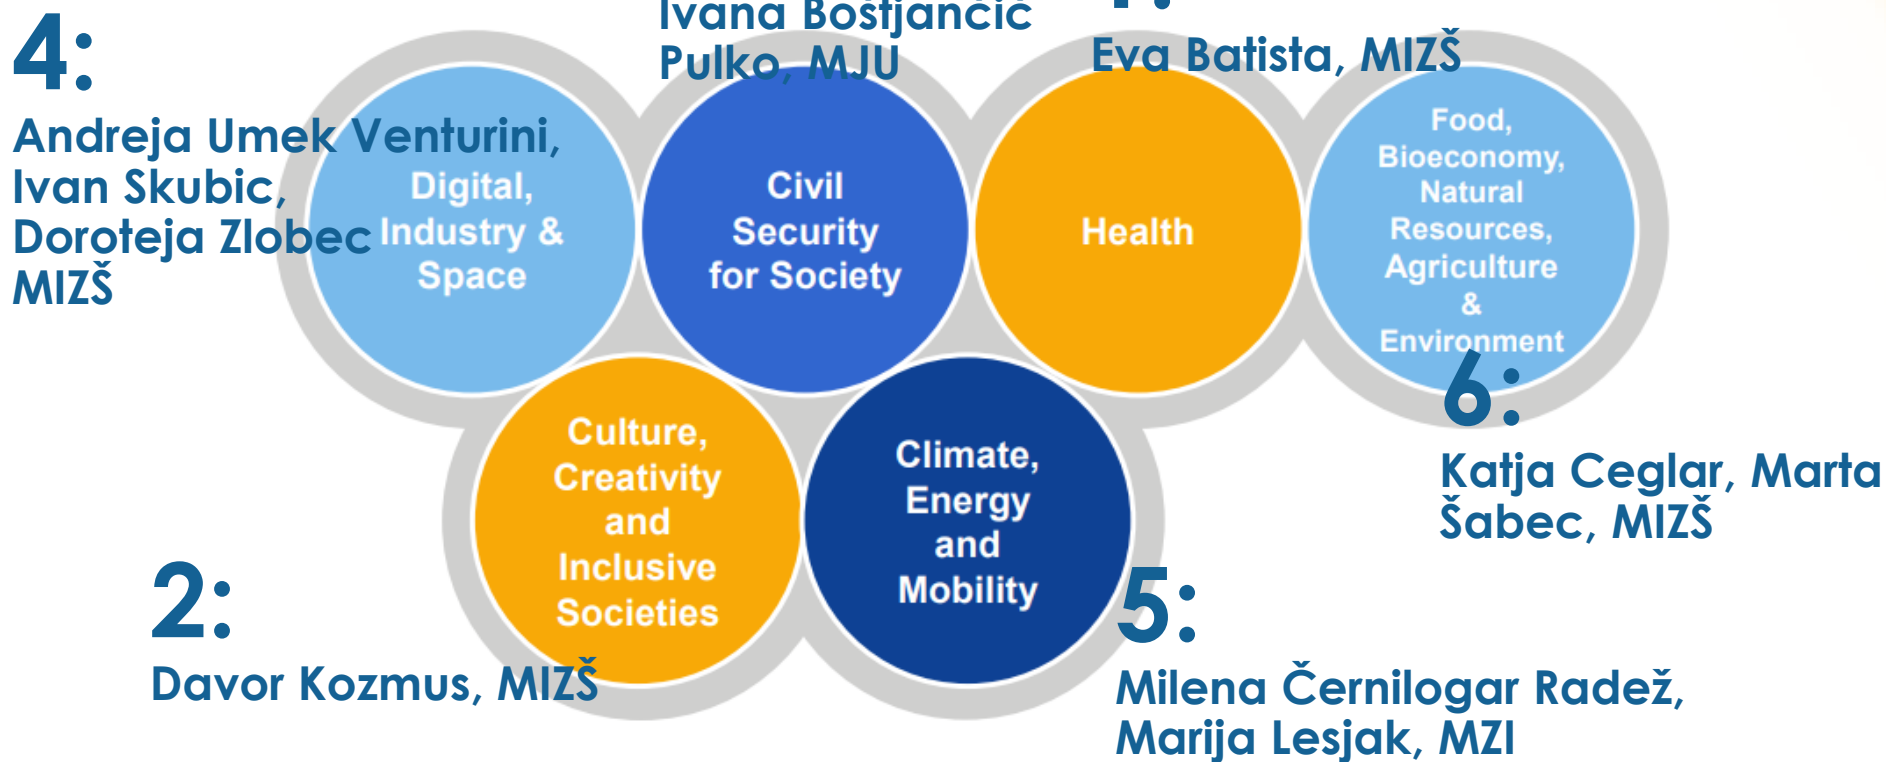 4:
Andreja Umek Venturini,
Ivan Skubic,
Doroteja Zlobec
MIZŠ
Ivana Boštjančič
Pulko, MJU
Eva Batista, MIZŠ
Digital,
Industry &
Space
Civil
Security
for Society
Health
Food,
Bioeconomy,
Natural
Resources,
Agriculture
&
Environment
6:
Katja Ceglar, Marta
Šabec, MIZŠ
Culture,
Creativity
and
Inclusive
Societies
Climate,
Energy
and
Mobility
2:
Davor Kozmus, MIZŠ
5:
Milena Černilogar Radež,
Marija Lesjak, MZI